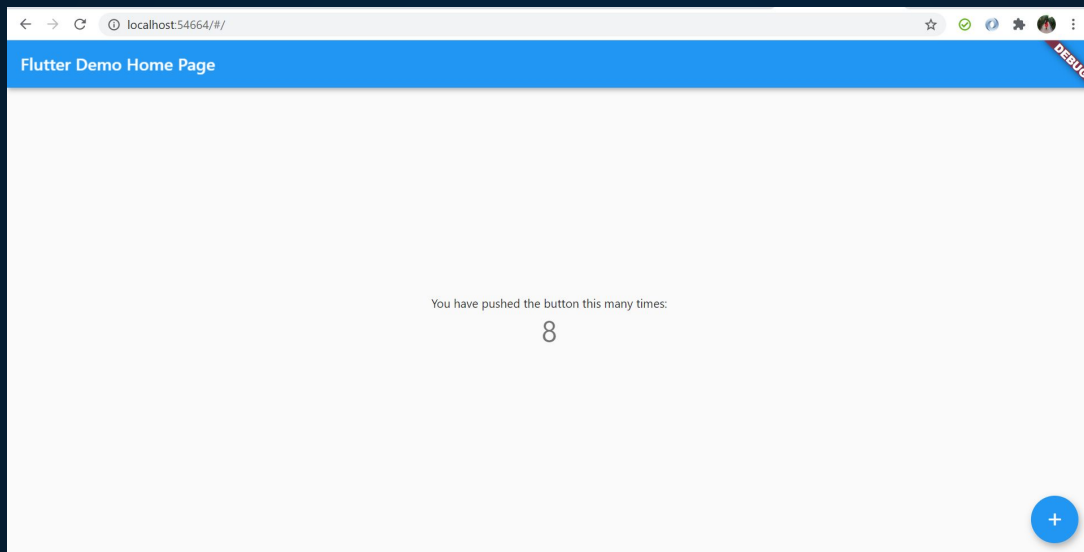 localhost:54664/#/
Flutter Demo Home Page
DEBUG
You have pushed the button this many times:
8
+